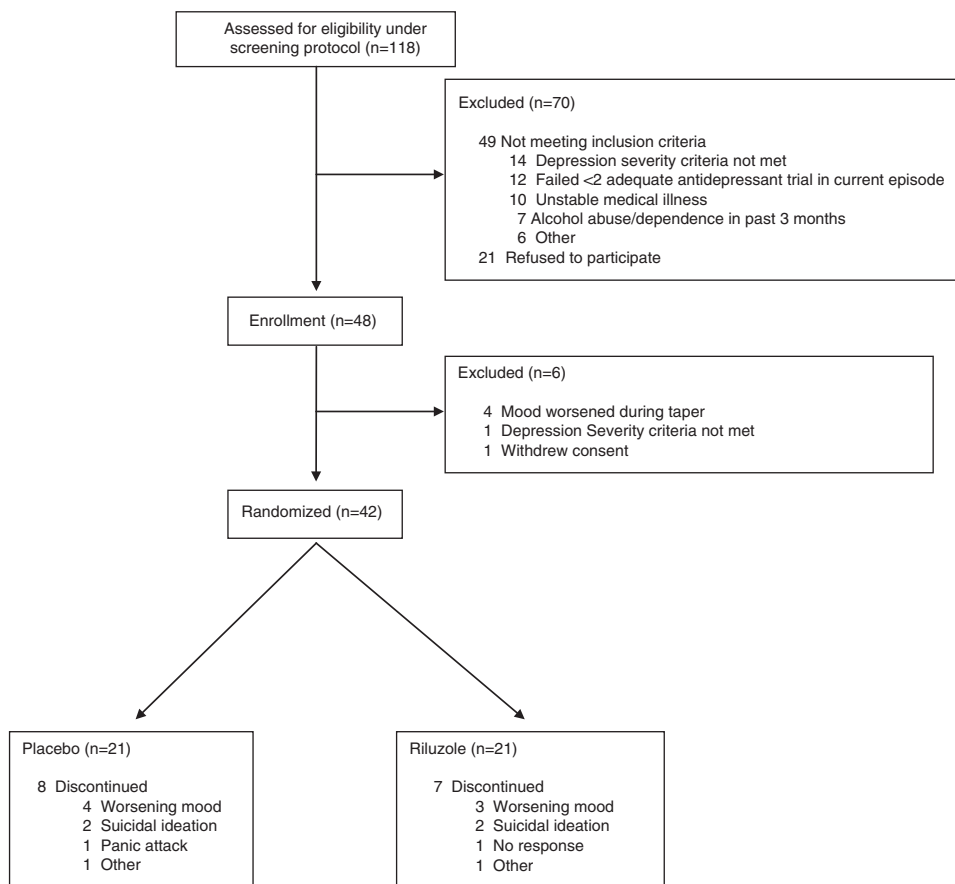 Assessed for eligibility under
screening protocol (n=118)
Excluded (n=70)
49 Not meeting inclusion criteria
14 Depression severity criteria not met
12 Failed <2 adequate antidepressant trial in current episode
10 Unstable medical illness
7 Alcohol abuse/dependence in past 3 months
6 Other
21 Refused to participate
Enrollment (n=48)
Excluded (n=6)
4 Mood worsened during taper
1 Depression Severity criteria not met
1 Withdrew consent
Randomized (n=42)
Placebo (n=21)
8 Discontinued
4 Worsening mood
2 Suicidal ideation
1 Panic attack
1 Other
Riluzole (n=21)
7 Discontinued
3 Worsening mood
2 Suicidal ideation
1 No response
1 Other